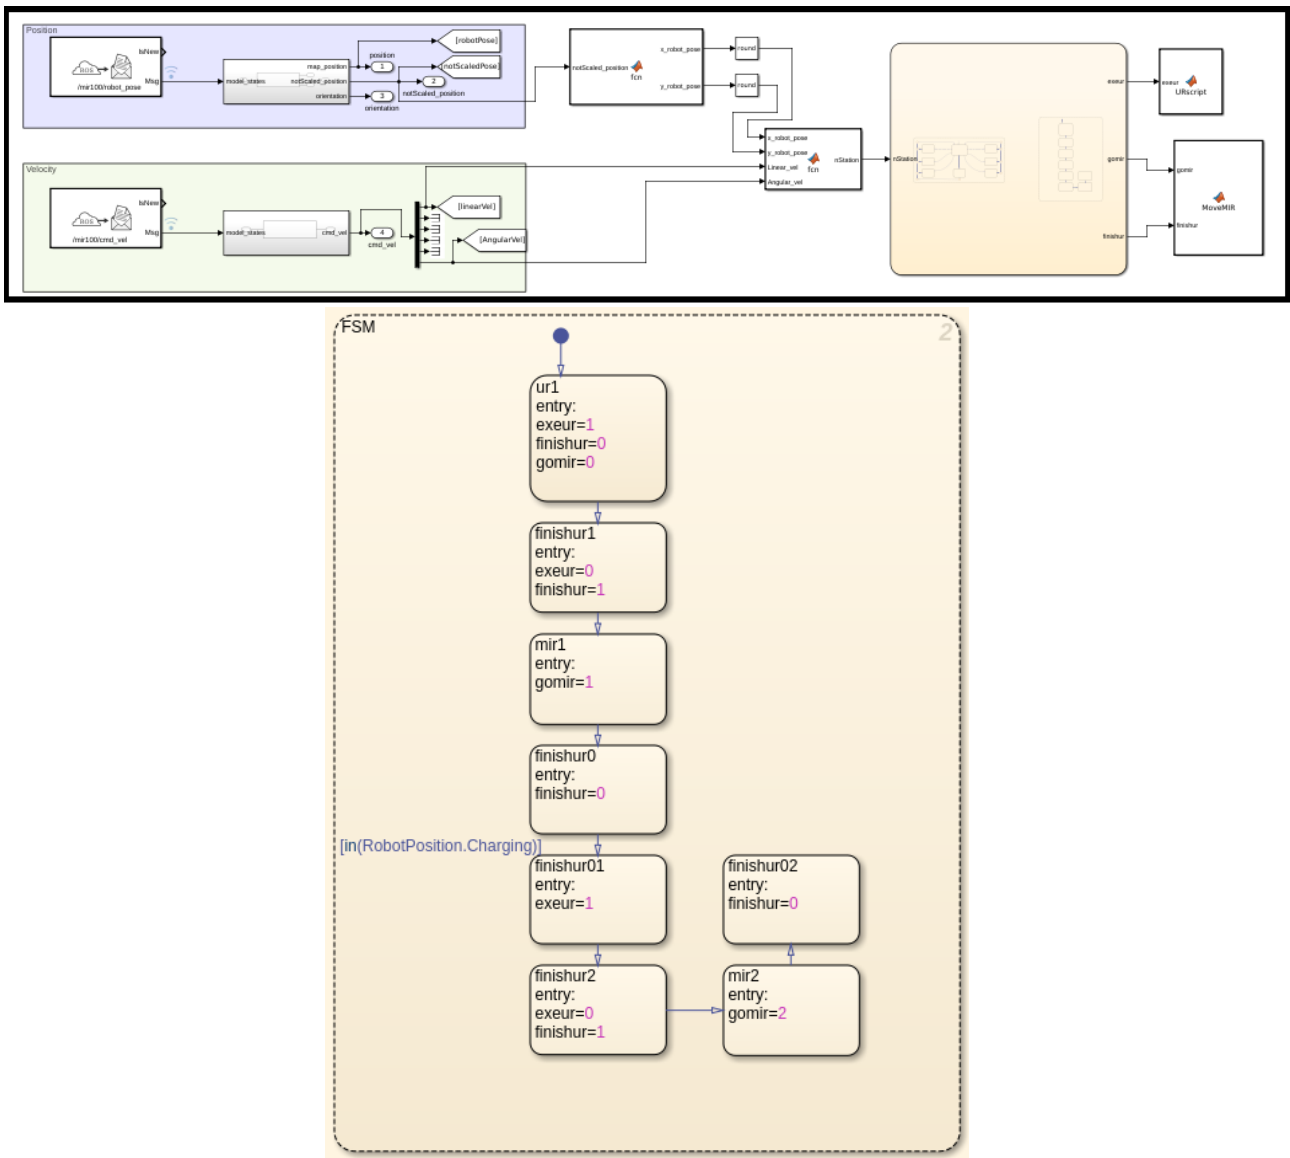 Position
IsNew
ROS
Msg
/mir100/robot_pose
model_states
map_position
notScaled_position
orientation
position
1
2
notScaled_position
3
orientation
[robotPose]
[notScaledPose]
notScaled_position
fcn
x_robot_pose
y_robot_pose
round
round
Velocity
IsNew
ROS
Msg
/mir100/cmd_vel
model_states
cmd_vel
4
cmd_vel
[linearVel]
[AngularVel]
x_robot_pose
y_robot_pose
Linear_vel
Angular_vel
fcn
nStation
nStation
exeur
gomir
finishur
exeur
URscript
gomir
MoveMIR
finishur
FSM
2
ur1
entry:
exeur=1
finishur=0
gomir=0
finishur1
entry:
exeur=0
finishur=1
mir1
entry:
gomir=1
finishur0
entry:
finishur=0
[in(RobotPosition.Charging)]
finishur01
entry:
exeur=1
finishur02
entry:
finishur=0
finishur2
entry:
exeur=0
finishur=1
mir2
entry:
gomir=2